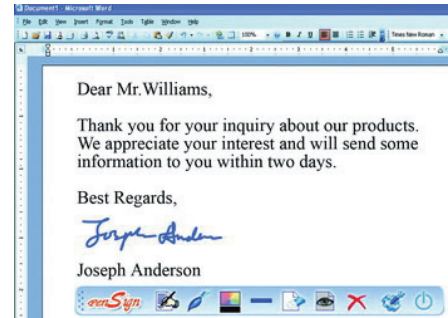 Document1 - Microsoft Word
File Edit View Insert Format Tools Table Window Help
100% B I U Times New Roman
Dear Mr.Williams,
Thank you for your inquiry about our products.
We appreciate your interest and will send some
information to you within two days.
Best Regards,
Joseph Anderson
Joseph Anderson
penSign